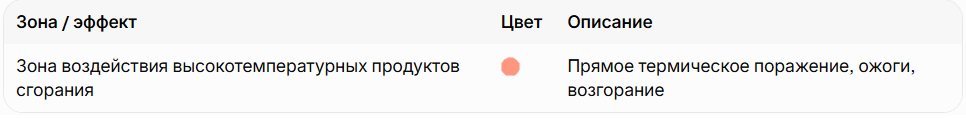 Зона / эффект Цвет Описание
Зона воздействия высокотемпературных продуктов Прямое термическое поражение, ожоги,
сгорания возгорание